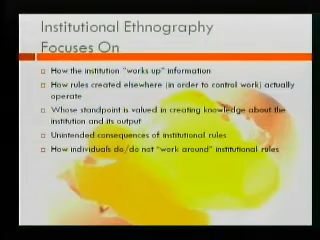 Institutional Ethnography
Focuses On
How the institution "works up" information
How rules created elsewhere (in order to control work) actually
operate
Whose standpoint is valued in creating knowledge about the
institution and its output
Unintended consequences of institutional rules
How individuals do/do not "work around" institutional rules